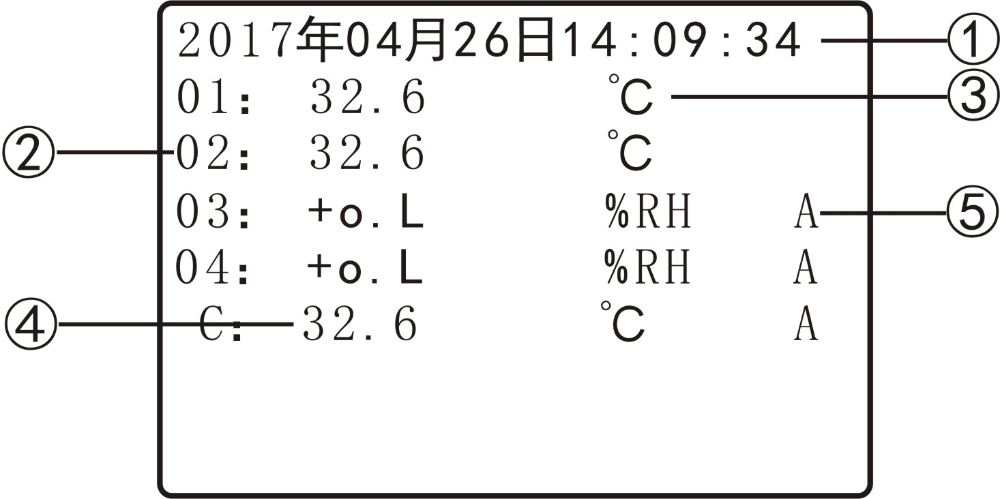 2017年04月26日14:09:34 ①
01: 32.6 ℃ ③
② 02: 32.6 ℃
03: +o.L %RH A ⑤
04: +o.L %RH A
④ C: 32.6 ℃ A